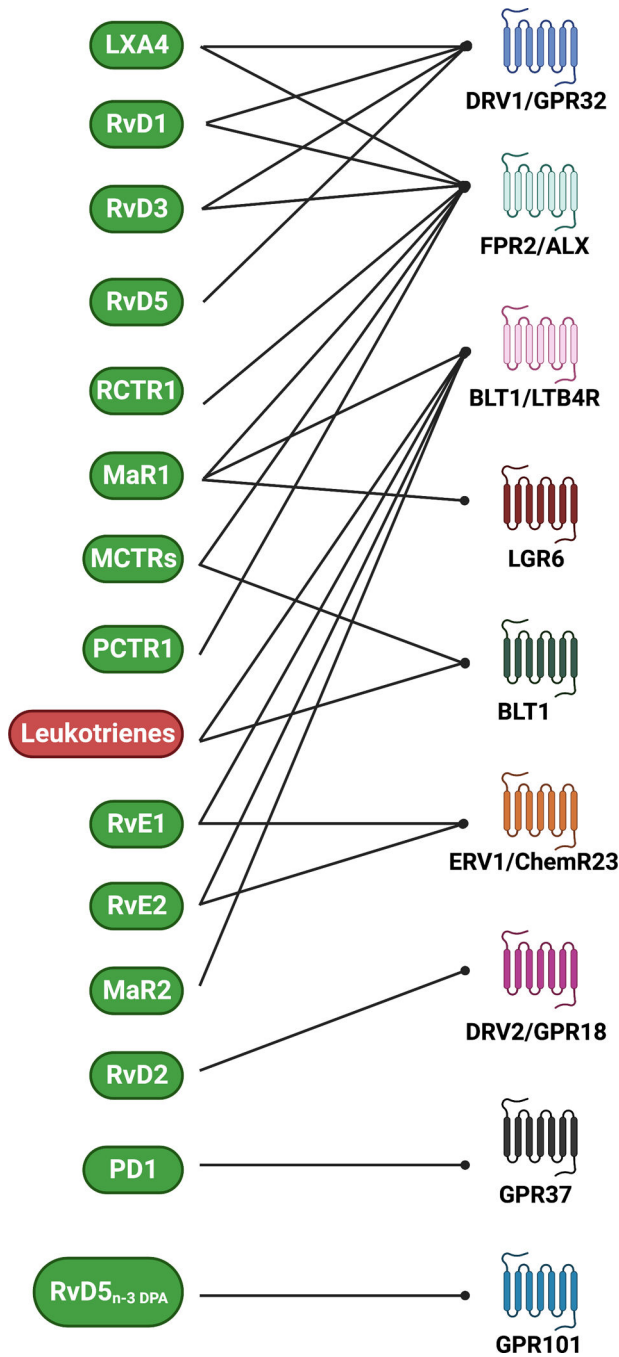 LXA4
DRV1/GPR32
RvD1
RvD3
FPR2/ALX
RvD5
RCTR1
BLT1/LTB4R
MaR1
MCTRs
LGR6
PCTR1
BLT1
Leukotrienes
RvE1
ERV1/ChemR23
RvE2
MaR2
DRV2/GPR18
RvD2
PD1
GPR37
RvD5n-3 DPA
GPR101